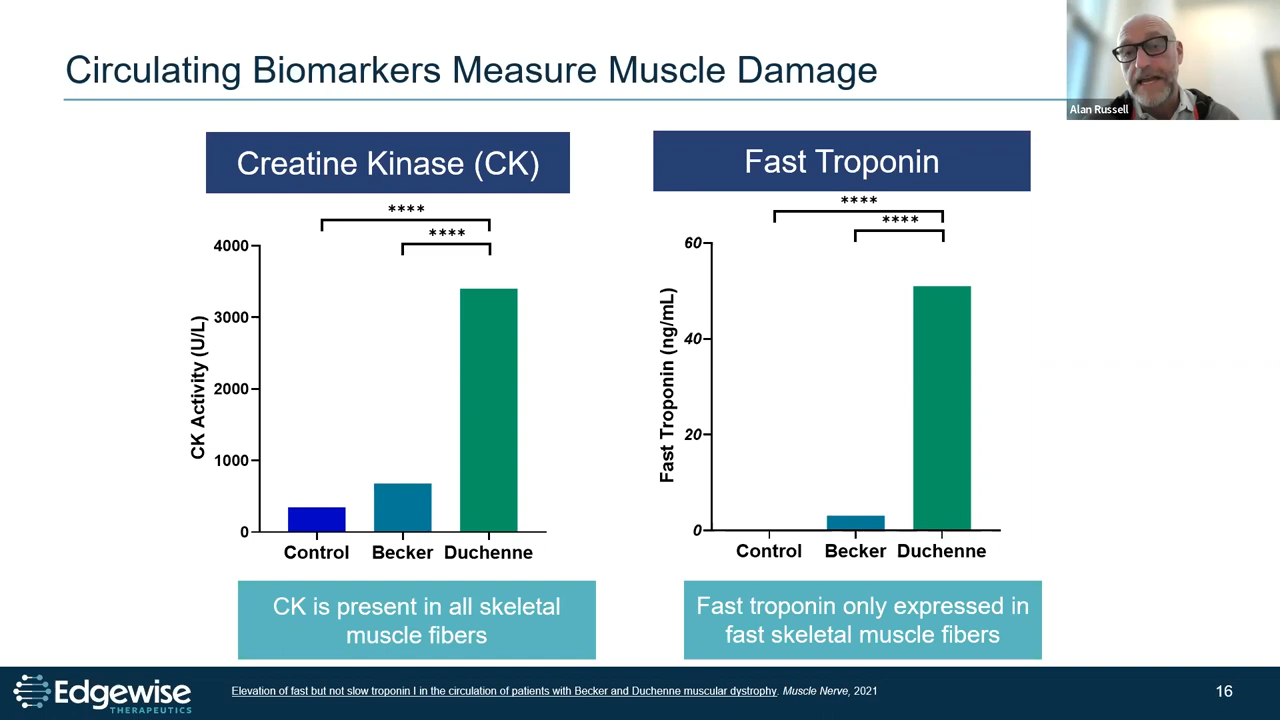 Circulating Biomarkers Measure Muscle Damage
Alan Russell
Creatine Kinase (CK)
****
****
4000
3000
2000
1000
0
CK Activity (U/L)
Control Becker Duchenne
CK is present in all skeletal
muscle fibers
Fast Troponin
****
****
60
40
20
0
Fast Troponin (ng/mL)
Control Becker Duchenne
Fast troponin only expressed in
fast skeletal muscle fibers
Edgewise
THERAPEUTICS
Elevation of fast but not slow troponin I in the circulation of patients with Becker and Duchenne muscular dystrophy. Muscle Nerve, 2021
16